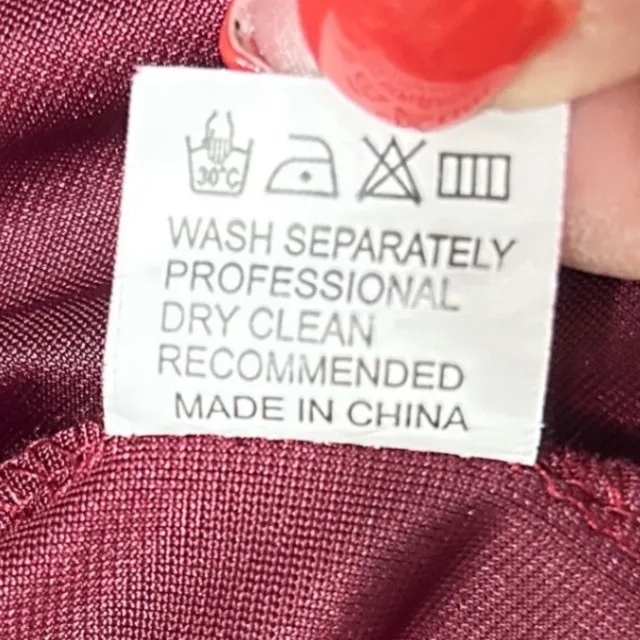 30°C
WASH SEPARATELY
PROFESSIONAL
DRY CLEAN
RECOMMENDED
MADE IN CHINA